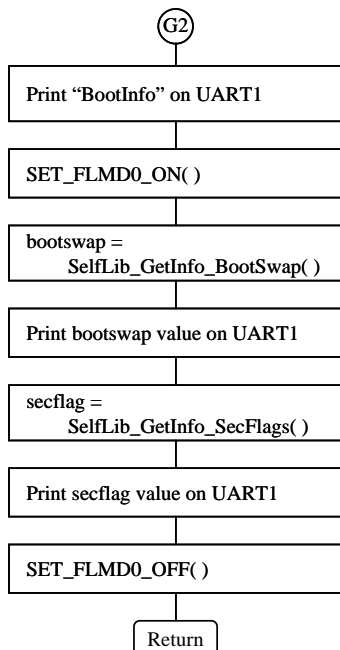 G2
Print “BootInfo” on UART1
SET_FLMD0_ON( )
bootswap =
SelfLib_GetInfo_BootSwap( )
Print bootswap value on UART1
secflag =
SelfLib_GetInfo_SecFlags( )
Print secflag value on UART1
SET_FLMD0_OFF( )
Return